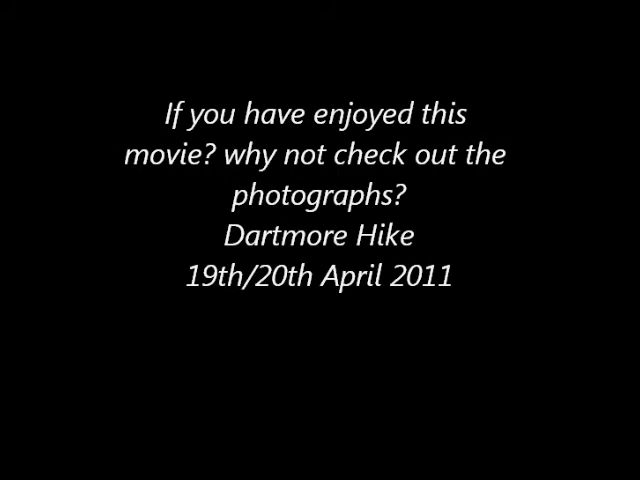 If you have enjoyed this
movie? why not check out the
photographs?
Dartmore Hike
19th/20th April 2011